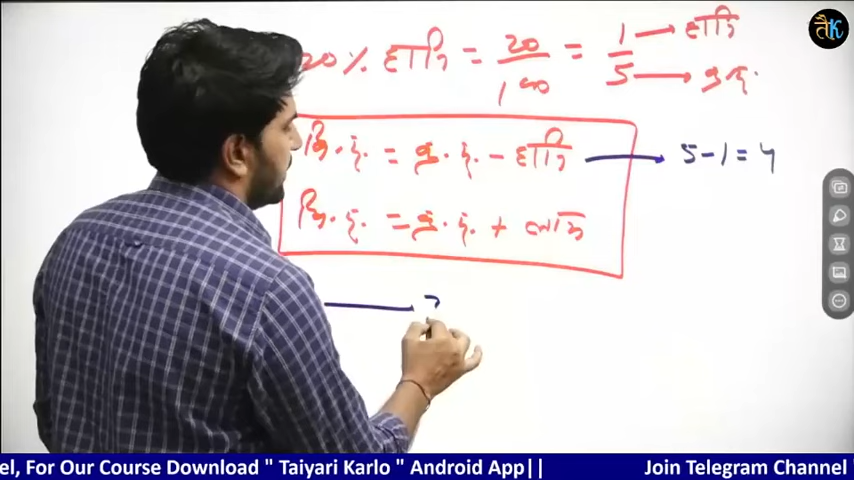 20% हानि = 20/100 = 1/5 → हानि
→ क्र.मू.
वि.मू. = क्र.मू. - हानि → 5-1=4
वि.मू. = क्र.मू. + लाभ
el, For Our Course Download " Taiyari Karlo " Android App|| Join Telegram Channel "